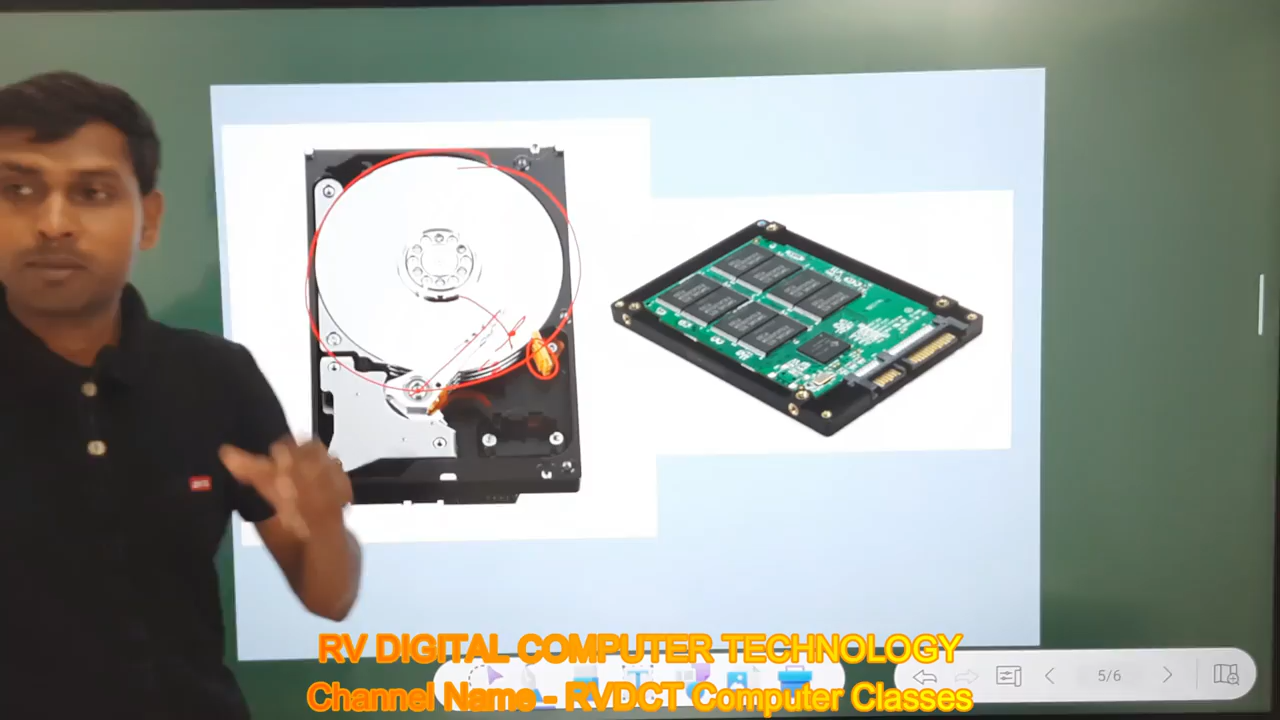 RV DIGITAL COMPUTER TECHNOLOGY
Channel Name - RVDCT Computer Classes
5/6